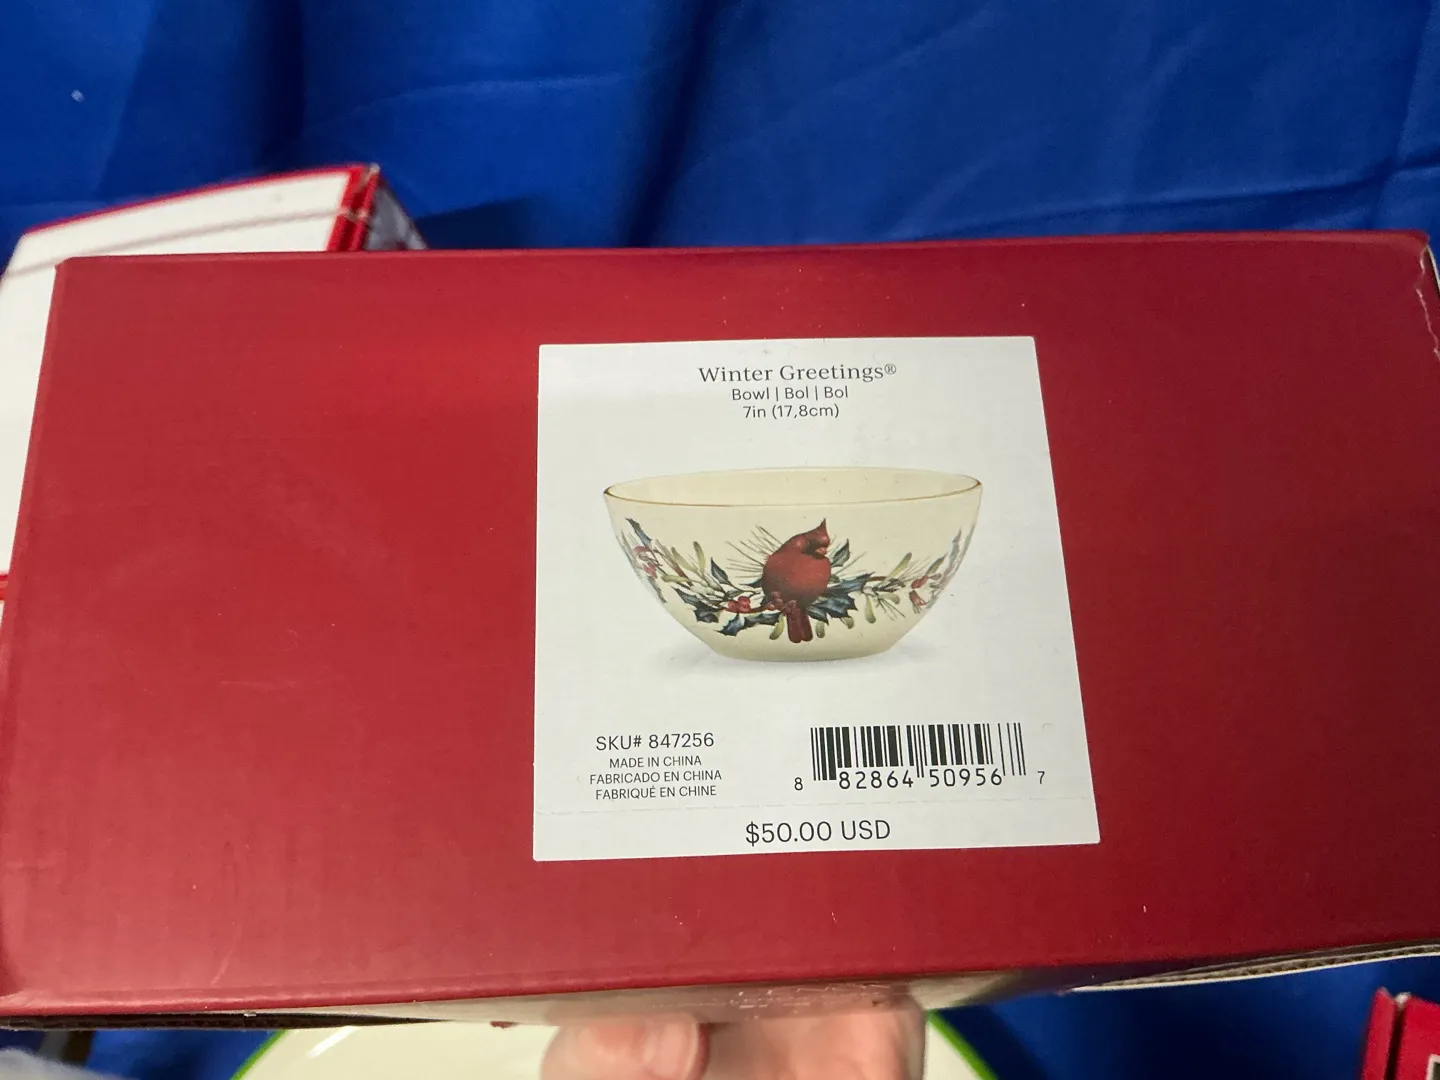 Winter Greetings®
Bowl | Bol | Bol
7in (17,8cm)
SKU# 847256
MADE IN CHINA
FABRICADO EN CHINA
FABRIQUÉ EN CHINE
8 82864 50956 7
$50.00 USD